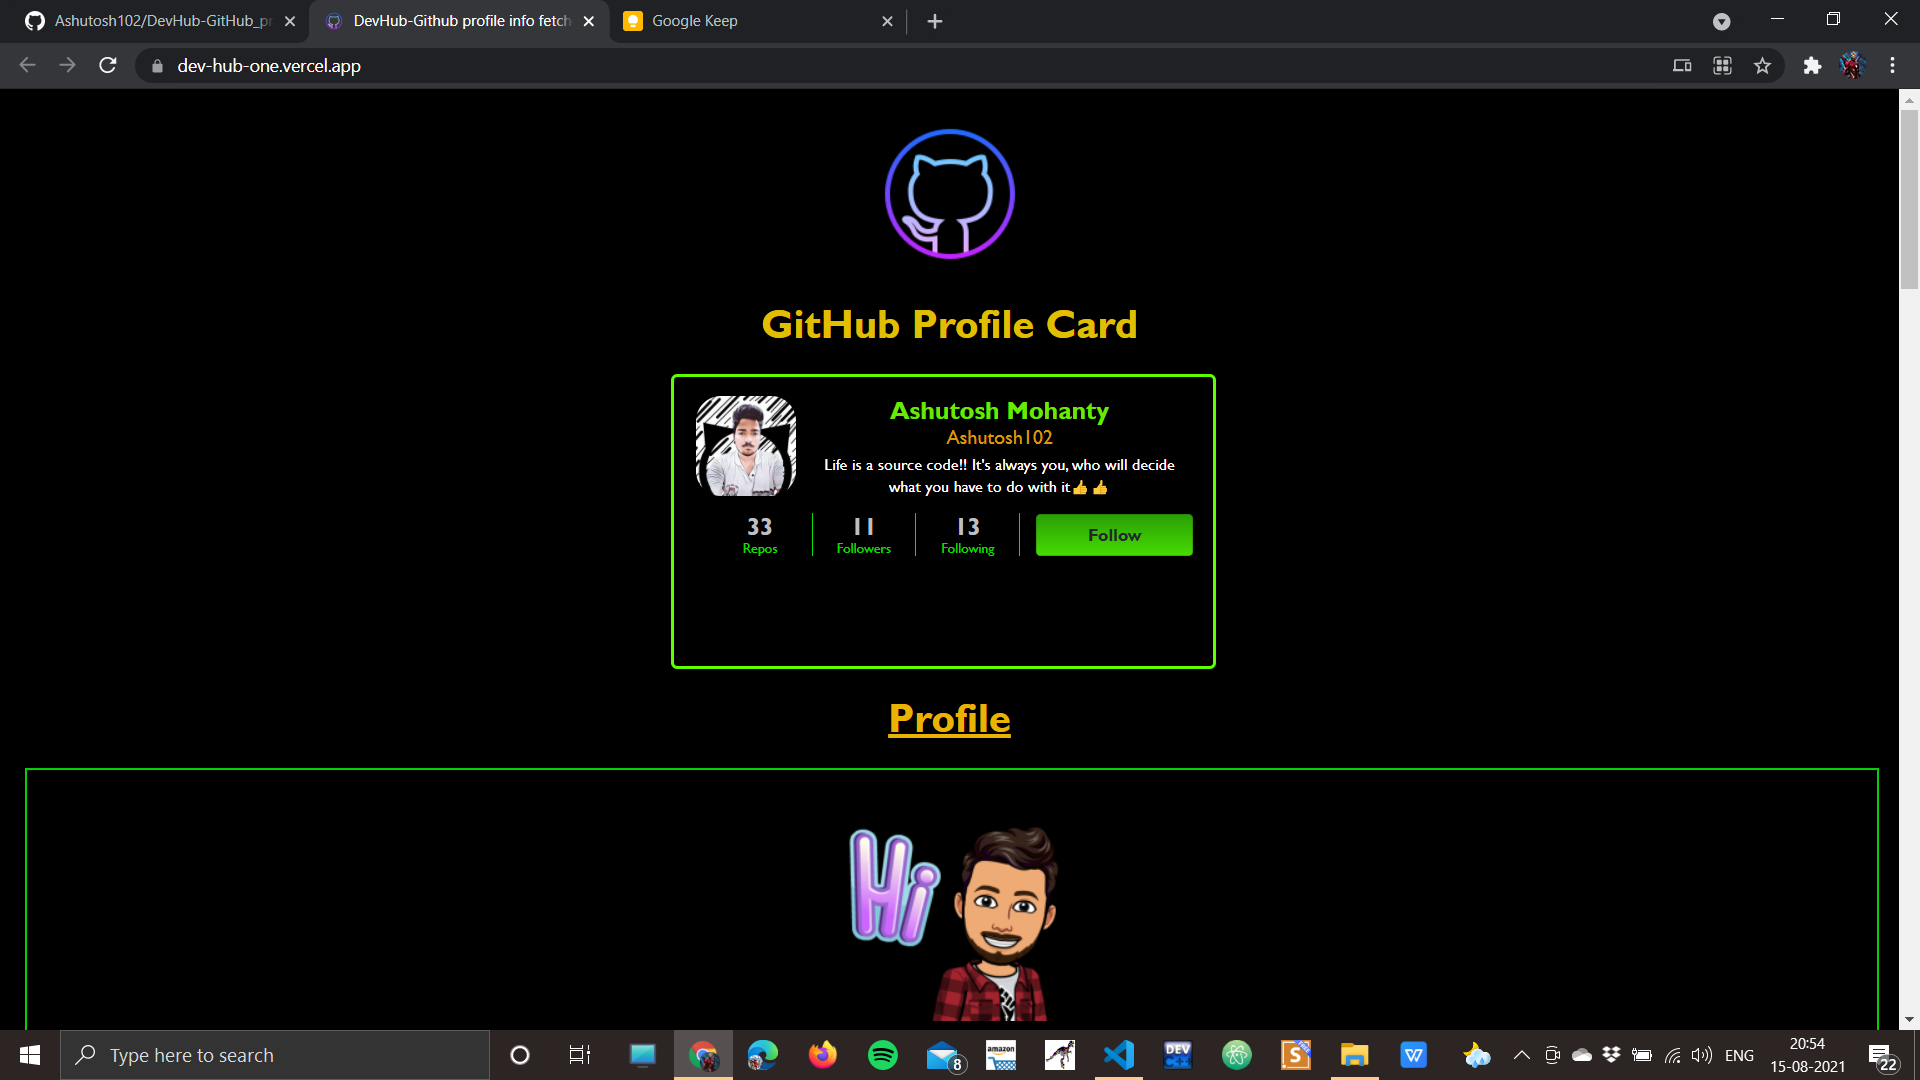 Ashutosh102/DevHub-GitHub_pr
DevHub-Github profile info fetch
Google Keep
dev-hub-one.vercel.app
GitHub Profile Card
Ashutosh Mohanty
Ashutosh102
Life is a source code!! It's always you, who will decide
what you have to do with it👍👍
33
Repos
11
Followers
13
Following
Follow
Profile
Hi
Type here to search
8
amazon
DEV
C++
S
FREE
W
ENG
20:54
15-08-2021
22